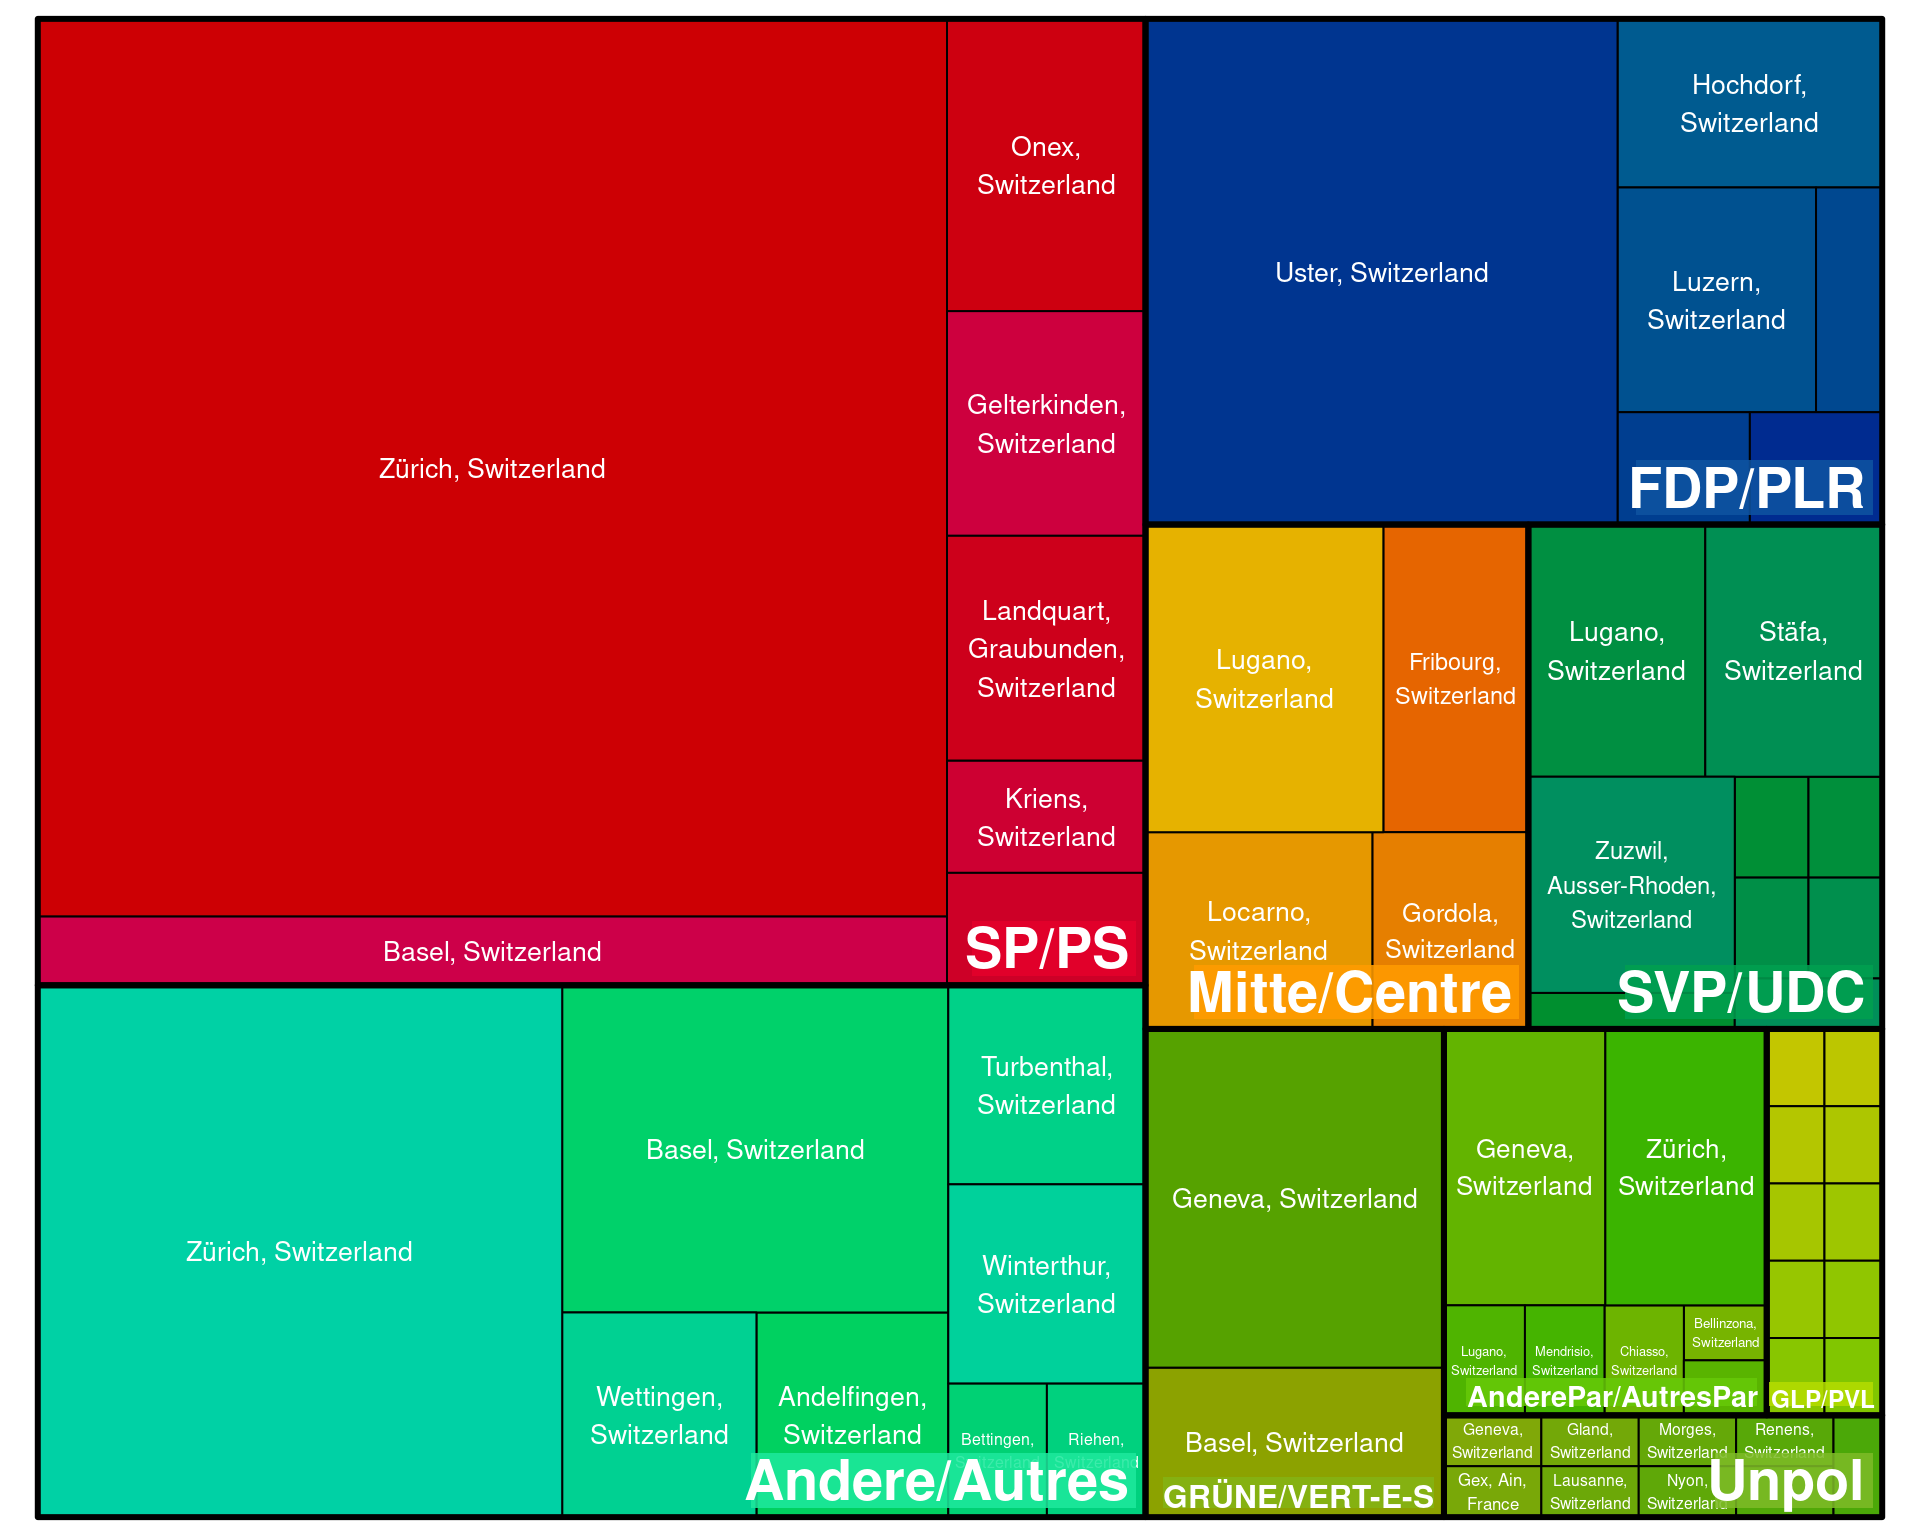 Zürich, Switzerland
Basel, Switzerland
Onex,
Switzerland
Gelterkinden,
Switzerland
Landquart,
Graubunden,
Switzerland
Kriens,
Switzerland
SP/PS
Uster, Switzerland
Hochdorf,
Switzerland
Luzern,
Switzerland
FDP/PLR
Lugano,
Switzerland
Fribourg,
Switzerland
Locarno,
Switzerland
Gordola,
Switzerland
Mitte/Centre
Lugano,
Switzerland
Stäfa,
Switzerland
Zuzwil,
Ausser-Rhoden,
Switzerland
SVP/UDC
Zürich, Switzerland
Basel, Switzerland
Wettingen,
Switzerland
Andelfingen,
Switzerland
Turbenthal,
Switzerland
Winterthur,
Switzerland
Bettingen,
Switzerland
Riehen,
Switzerland
Andere/Autres
Geneva, Switzerland
Basel, Switzerland
GRÜNE/VERT-E-S
Geneva,
Switzerland
Zürich,
Switzerland
Lugano,
Switzerland
Mendrisio,
Switzerland
Chiasso,
Switzerland
Bellinzona,
Switzerland
AnderePar/AutresPar
GLP/PVL
Geneva,
Switzerland
Gland,
Switzerland
Morges,
Switzerland
Renens,
Switzerland
Gex, Ain,
France
Lausanne,
Switzerland
Nyon,
Switzerland
Unpol